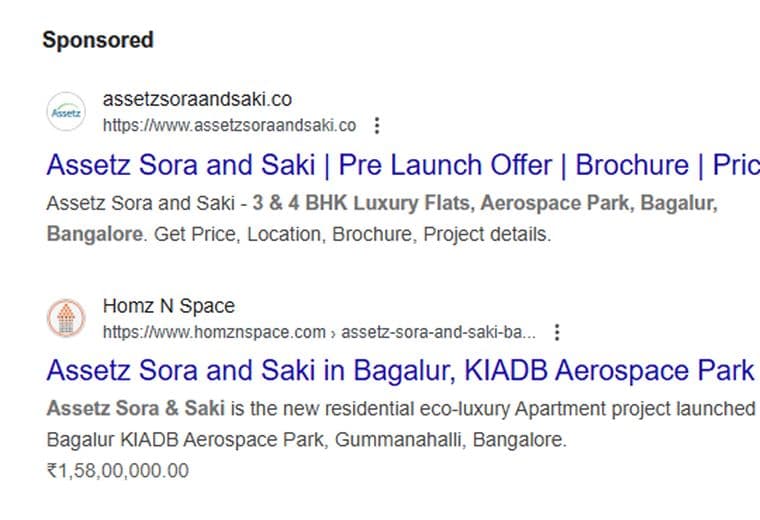 Sponsored
Assetz
assetzsoraandsaki.co
https://www.assetzsoraandsaki.co
Assetz Sora and Saki | Pre Launch Offer | Brochure | Pric
Assetz Sora and Saki - 3 & 4 BHK Luxury Flats, Aerospace Park, Bagalur,
Bangalore. Get Price, Location, Brochure, Project details.
Homz N Space
https://www.homznspace.com › assetz-sora-and-saki-ba...
Assetz Sora and Saki in Bagalur, KIADB Aerospace Park
Assetz Sora & Saki is the new residential eco-luxury Apartment project launched
Bagalur KIADB Aerospace Park, Gummanahalli, Bangalore.
₹1,58,00,000.00